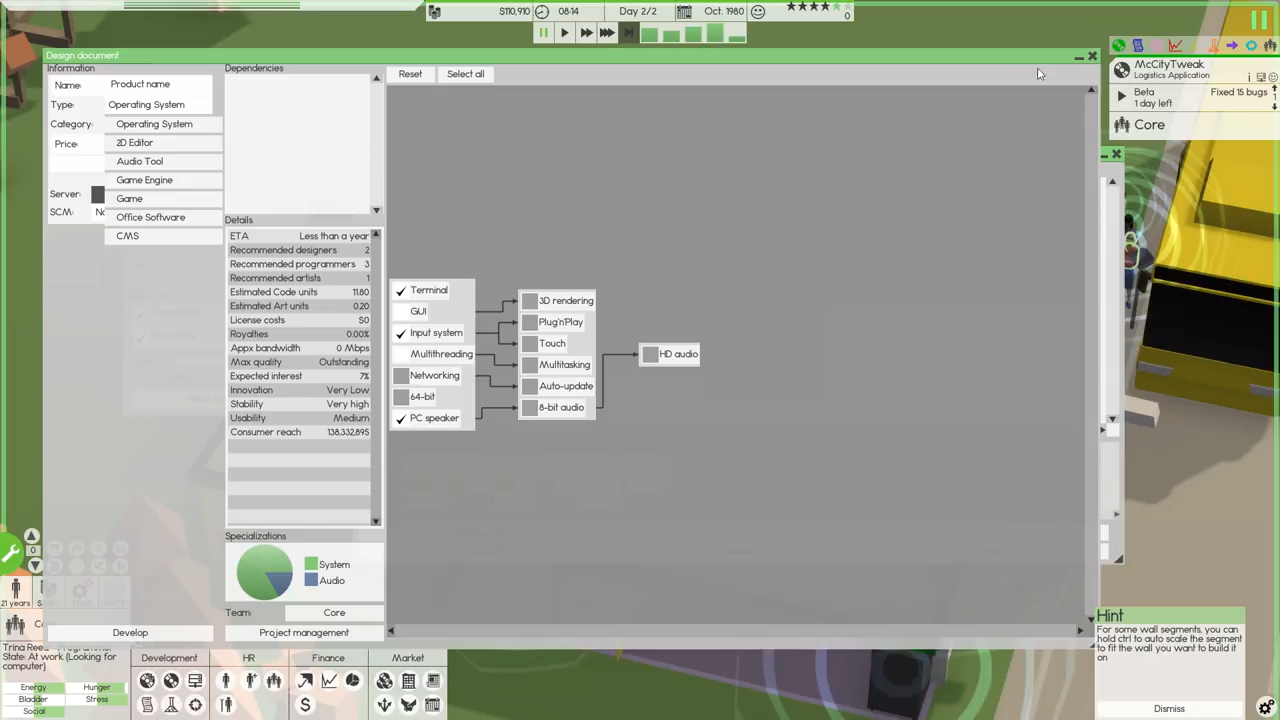 $110,910
08:14
Day 2/2
Oct. 1980
0
Design document
Information
Name:
Product name
Type:
Operating System
Category:
Price:
Server:
SCM:
Operating System
2D Editor
Audio Tool
Game Engine
Game
Office Software
CMS
Develop
Dependencies
Details
ETA Less than a year
Recommended designers 2
Recommended programmers 3
Recommended artists 1
Estimated Code units 11.80
Estimated Art units 0.20
License costs $0
Royalties 0.00%
Appx bandwidth 0 Mbps
Max quality Outstanding
Expected interest 7%
Innovation Very Low
Stability Very high
Usability Medium
Consumer reach 138,332,895
Specializations
System
Audio
Team: Core
Project management
Reset Select all
Terminal
GUI
Input system
Multithreading
Networking
64-bit
PC speaker
3D rendering
Plug'n'Play
Touch
Multitasking
Auto-update
8-bit audio
HD audio
McCityTweak
Logistics Application
Beta
1 day left
Fixed 15 bugs
1
Core
Hint
For some wall segments, you can
hold ctrl to auto scale the segment
to fit the wall you want to build it
on
Dismiss
0
21 years
State: At work (Looking for
computer)
Energy Hunger
Bladder Stress
Social
Development HR Finance Market